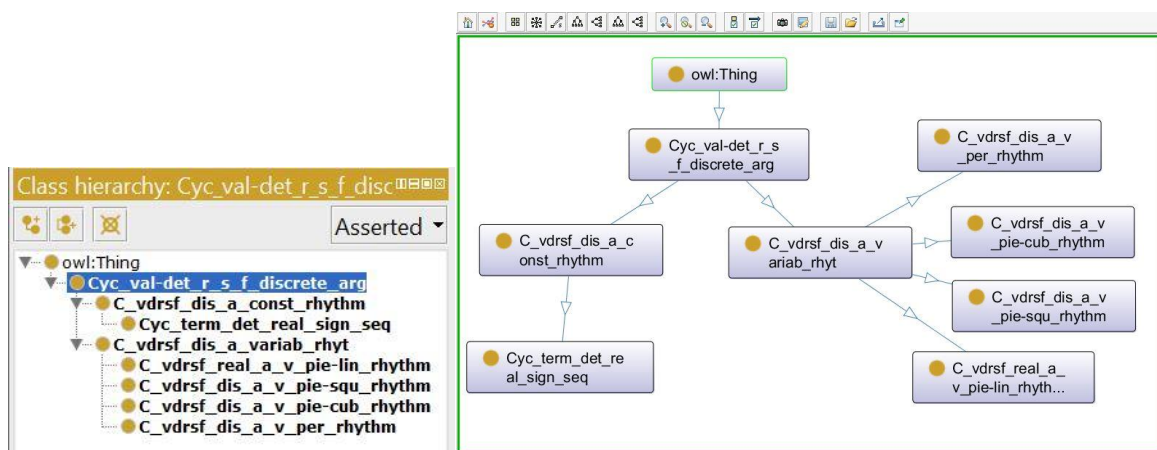 Class hierarchy: Cyc_val-det_r_s_f_disc
Asserted
owl:Thing
Cyc_val-det_r_s_f_discrete_arg
C_vdrsf_dis_a_const_rhythm
Cyc_term_det_real_sign_seq
C_vdrsf_dis_a_variab_rhyt
C_vdrsf_real_a_v_pie-lin_rhythm
C_vdrsf_dis_a_v_pie-squ_rhythm
C_vdrsf_dis_a_v_pie-cub_rhythm
C_vdrsf_dis_a_v_per_rhythm
owl:Thing
Cyc_val-det_r_s
_f_discrete_arg
C_vdrsf_dis_a_v
_per_rhythm
C_vdrsf_dis_a_c
onst_rhythm
C_vdrsf_dis_a_v
ariab_rhyt
C_vdrsf_dis_a_v
_pie-cub_rhythm
C_vdrsf_dis_a_v
_pie-squ_rhythm
Cyc_term_det_re
al_sign_seq
C_vdrsf_real_a_
v_pie-lin_rhyth...